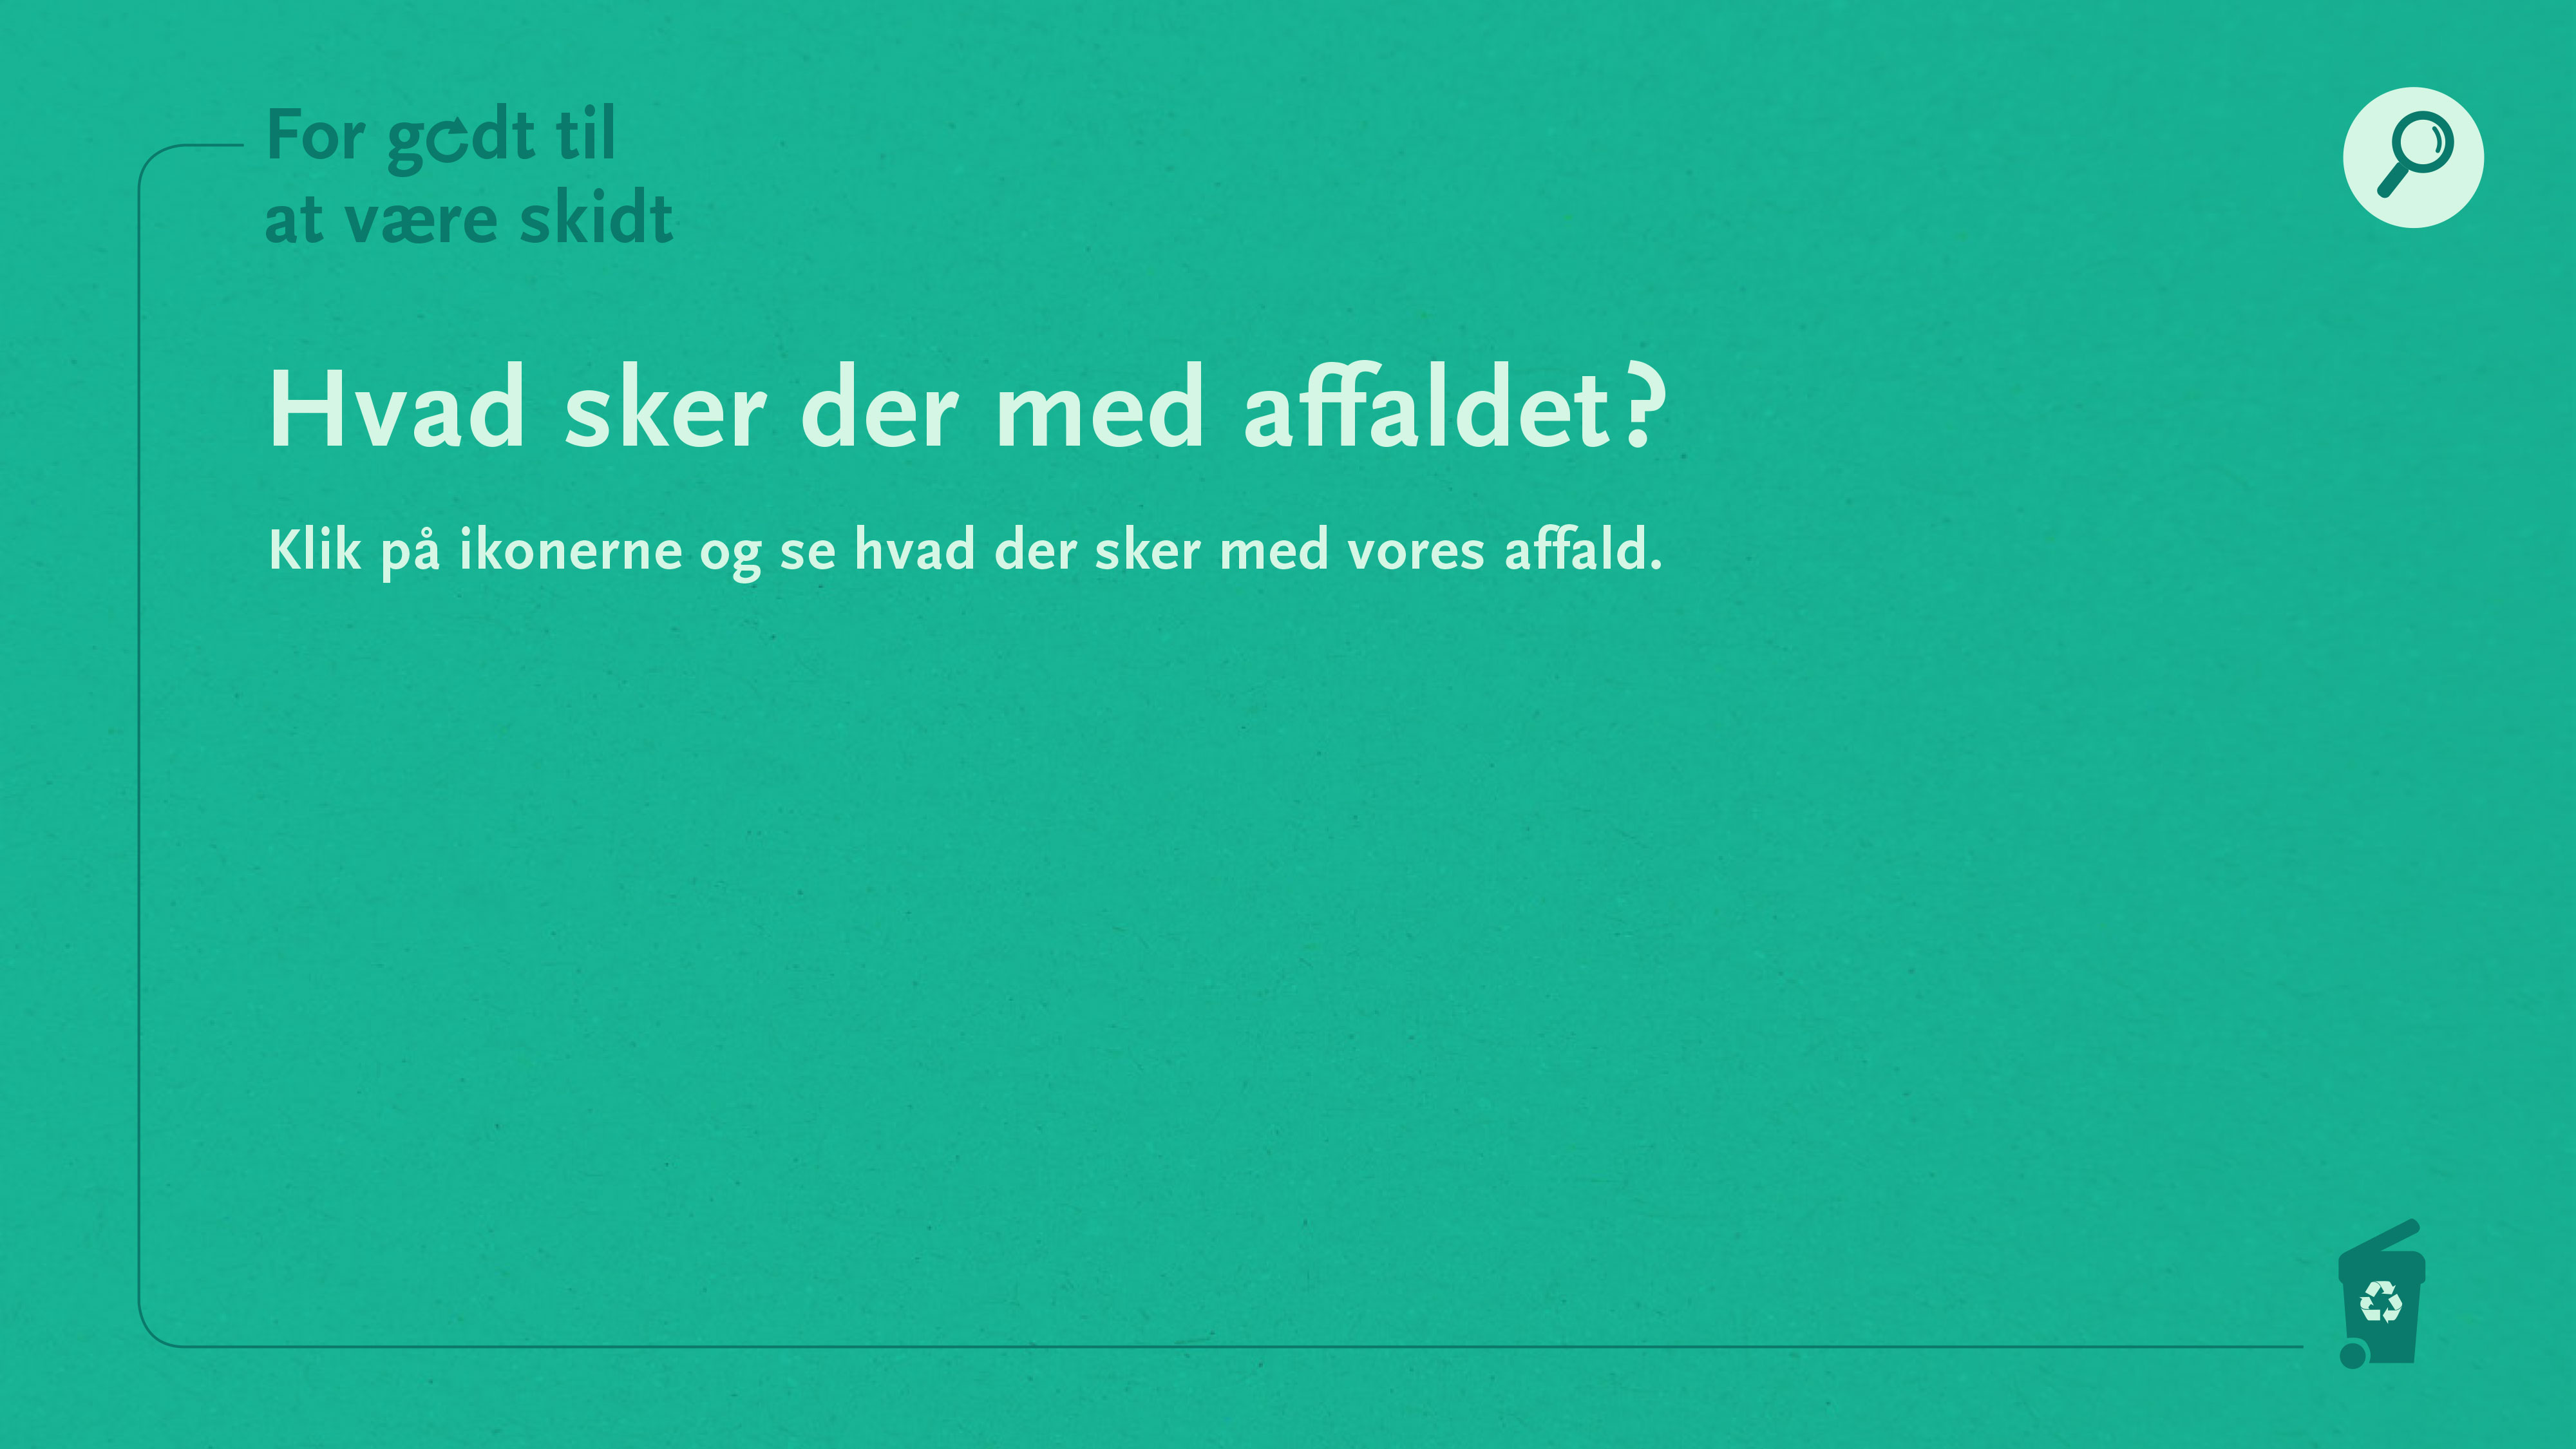 For godt til
at være skidt
Hvad sker der med affaldet?
Klik på ikonerne og se hvad der sker med vores affald.